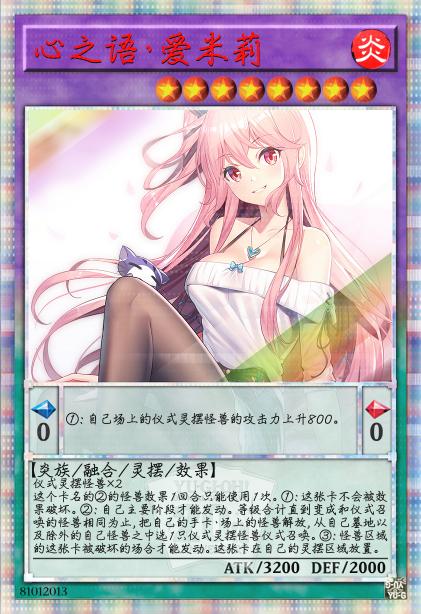 心之语·爱米莉
炎
①：自己场上的仪式灵摆怪兽的攻击力上升800。
0
0
【炎族/融合/灵摆/效果】
仪式灵摆怪兽×2
这个卡名的②的怪兽效果1回合只能使用1次。①：这张卡不会被效
果破坏。②：自己主要阶段才能发动。等级合计直到变成和仪式召
唤的怪兽相同为止，把自己的手卡·场上的怪兽解放，从自己墓地以
及除外的自己怪兽之中选1只仪式灵摆怪兽仪式召唤。③：怪兽区域
的这张卡被破坏的场合才能发动。这张卡在自己的灵摆区域放置。
ATK/3200 DEF/2000
81012013